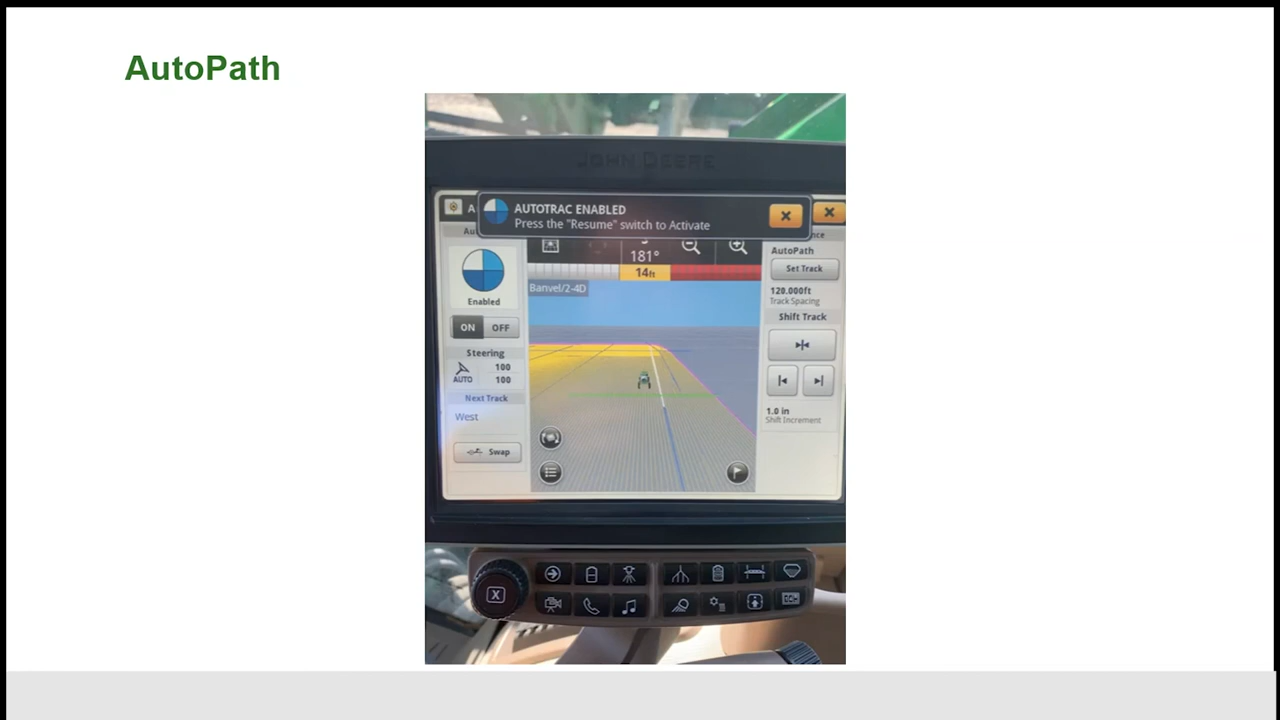 AutoPath
JOHN DEERE
AUTOTRAC ENABLED
Press the "Resume" switch to Activate
181°
14ft
Banvel/2-4D
Enabled
ON OFF
Steering
AUTO
100
100
Next Track
West
Swap
AutoPath
Set Track
120.000ft
Track Spacing
Shift Track
1.0 in
Shift Increment
X